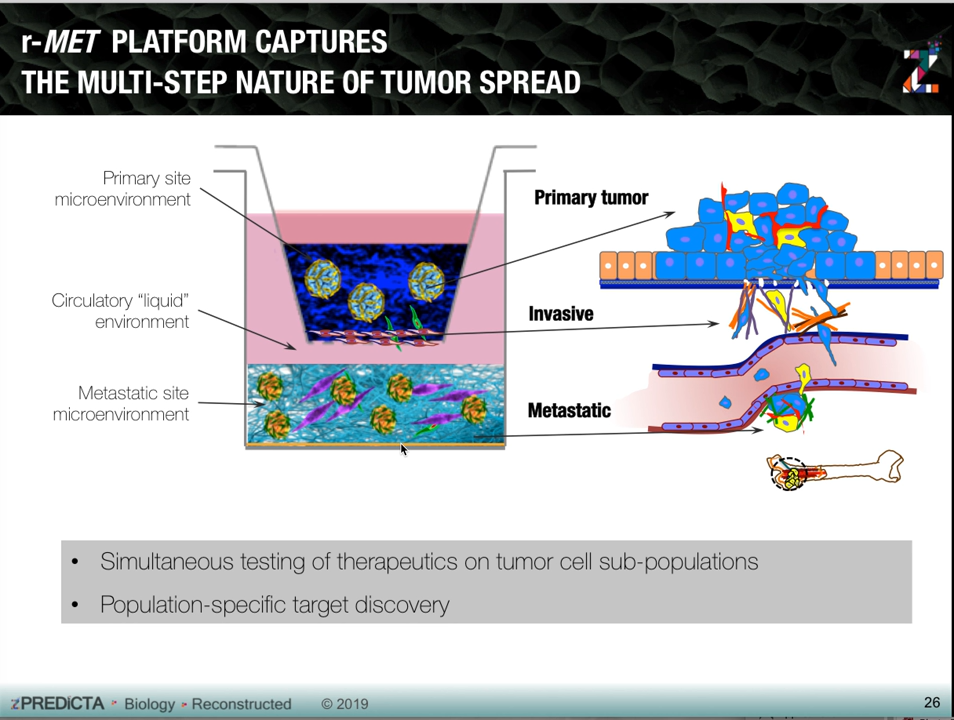 r-MET PLATFORM CAPTURES
THE MULTI-STEP NATURE OF TUMOR SPREAD
Primary site
microenvironment
Primary tumor
Circulatory “liquid”
environment
Invasive
Metastatic site
microenvironment
Metastatic
• Simultaneous testing of therapeutics on tumor cell sub-populations
• Population-specific target discovery
zPREDiCTA Biology Reconstructed © 2019
26